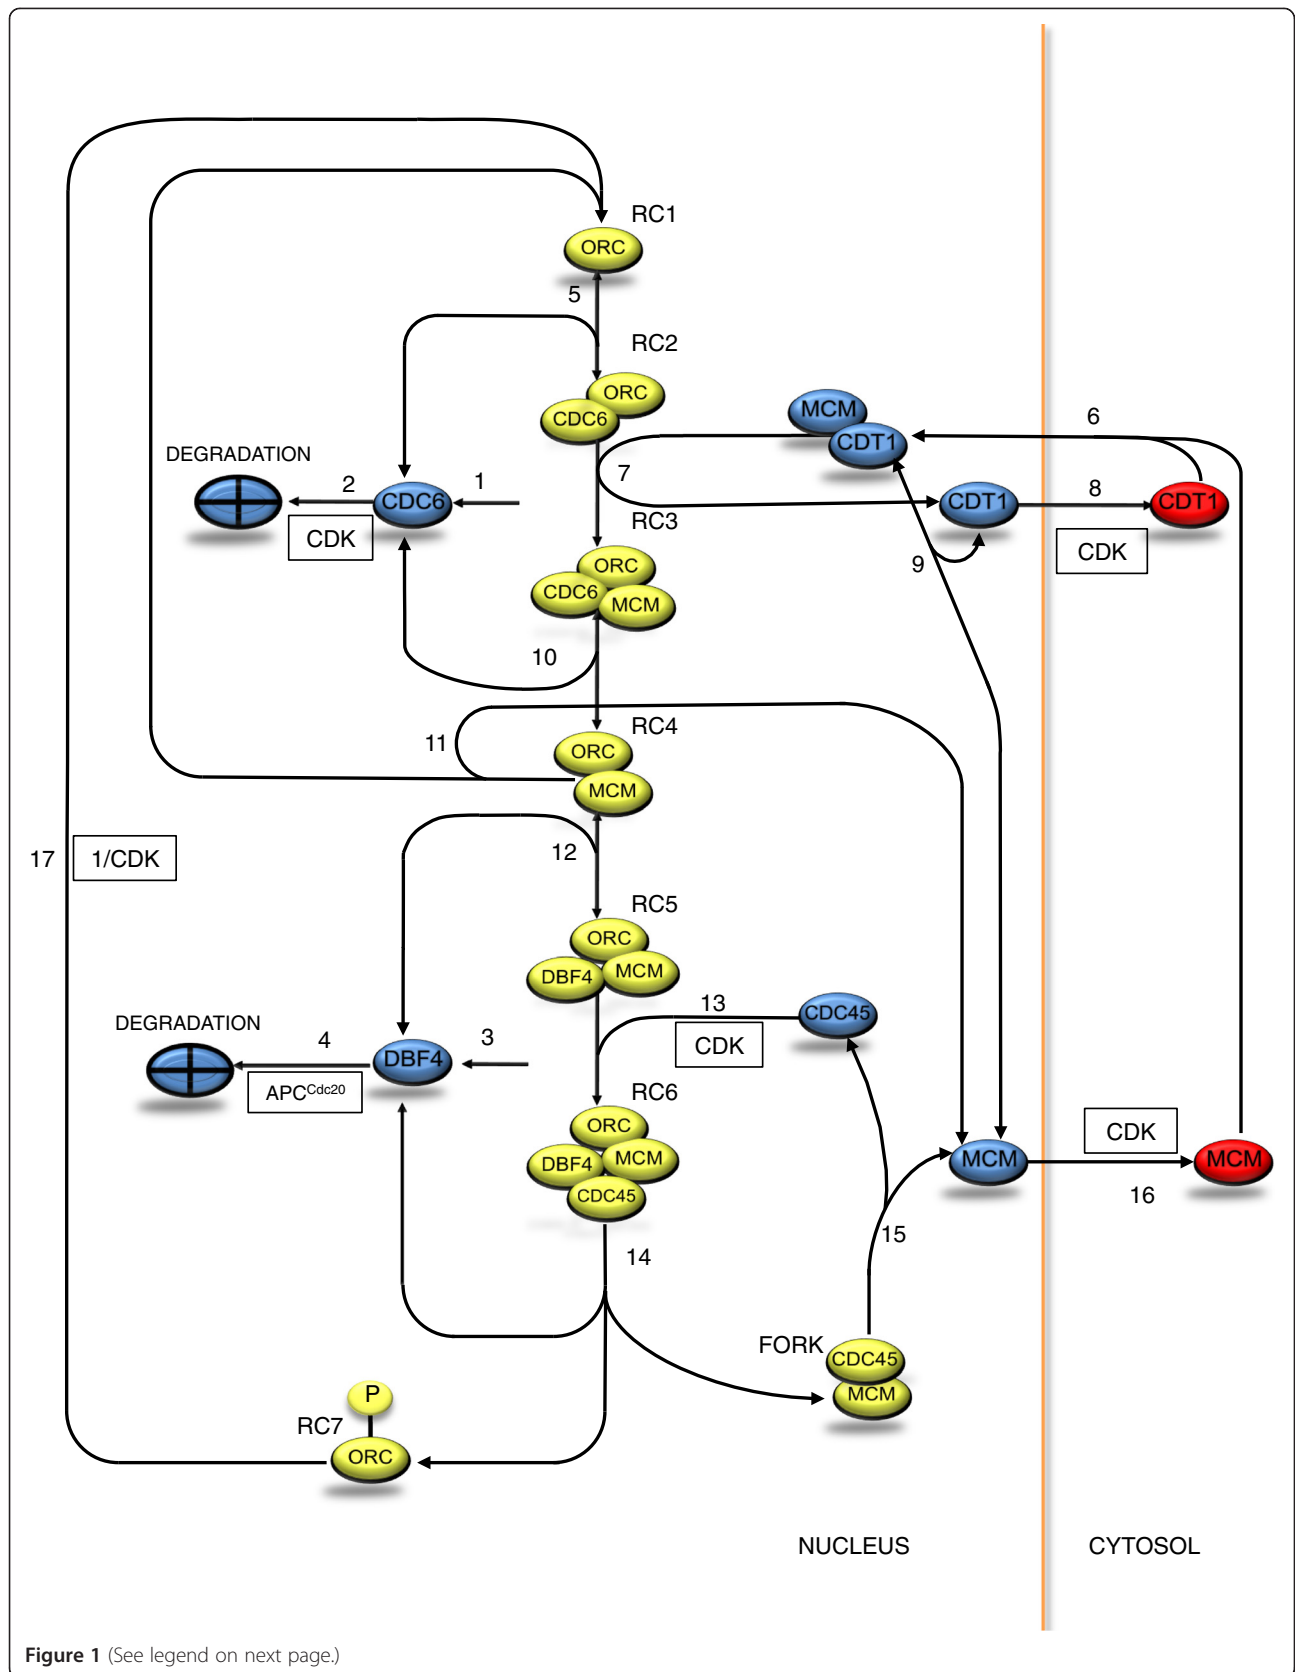 RC1
ORC
5
RC2
ORC
CDC6
MCM
CDT1
6
DEGRADATION
2
CDC6
1
CDK
7
CDT1
8
CDT1
CDK
RC3
ORC
CDC6
MCM
9
10
RC4
ORC
MCM
11
12
17
1/CDK
RC5
ORC
DBF4
MCM
13
CDC45
CDK
DEGRADATION
4
DBF4
3
APCCdc20
RC6
ORC
DBF4
MCM
CDC45
MCM
CDK
MCM
16
14
15
FORK
CDC45
MCM
P
RC7
ORC
NUCLEUS
CYTOSOL
Figure 1 (See legend on next page.)